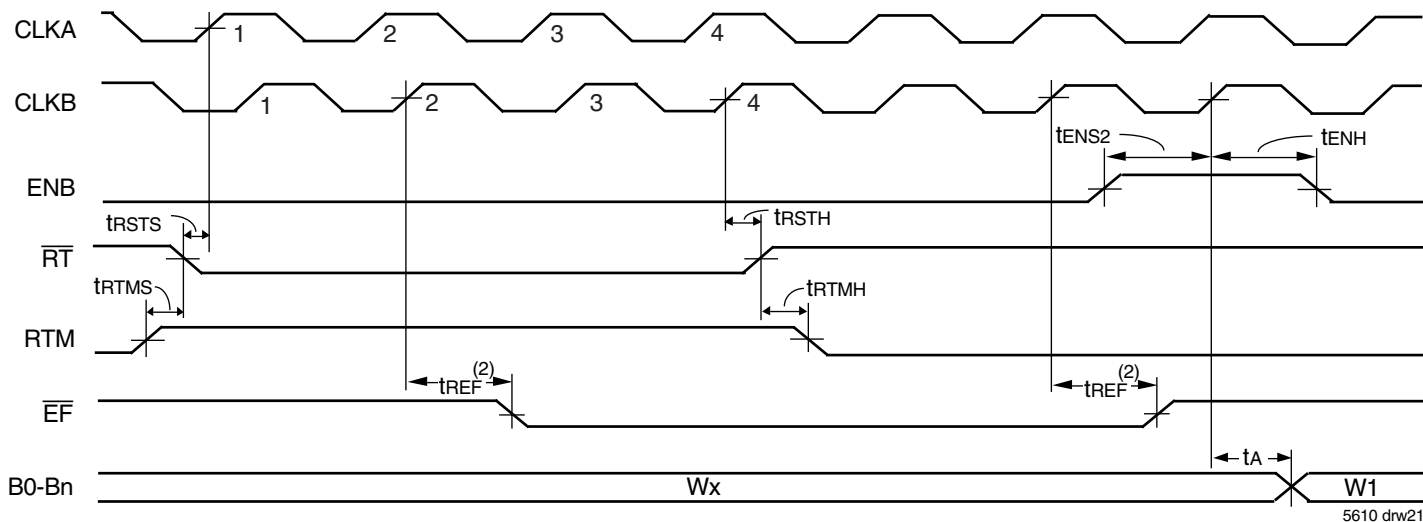 CLKA 1 2 3 4
CLKB 1 2 3 4
tENS2 tENH
ENB
tRSTS tRSTH
RT
tRTMS tRTMH
RTM
tREF(2) tREF(2)
EF
tA
B0-Bn Wx W1
5610 drw21